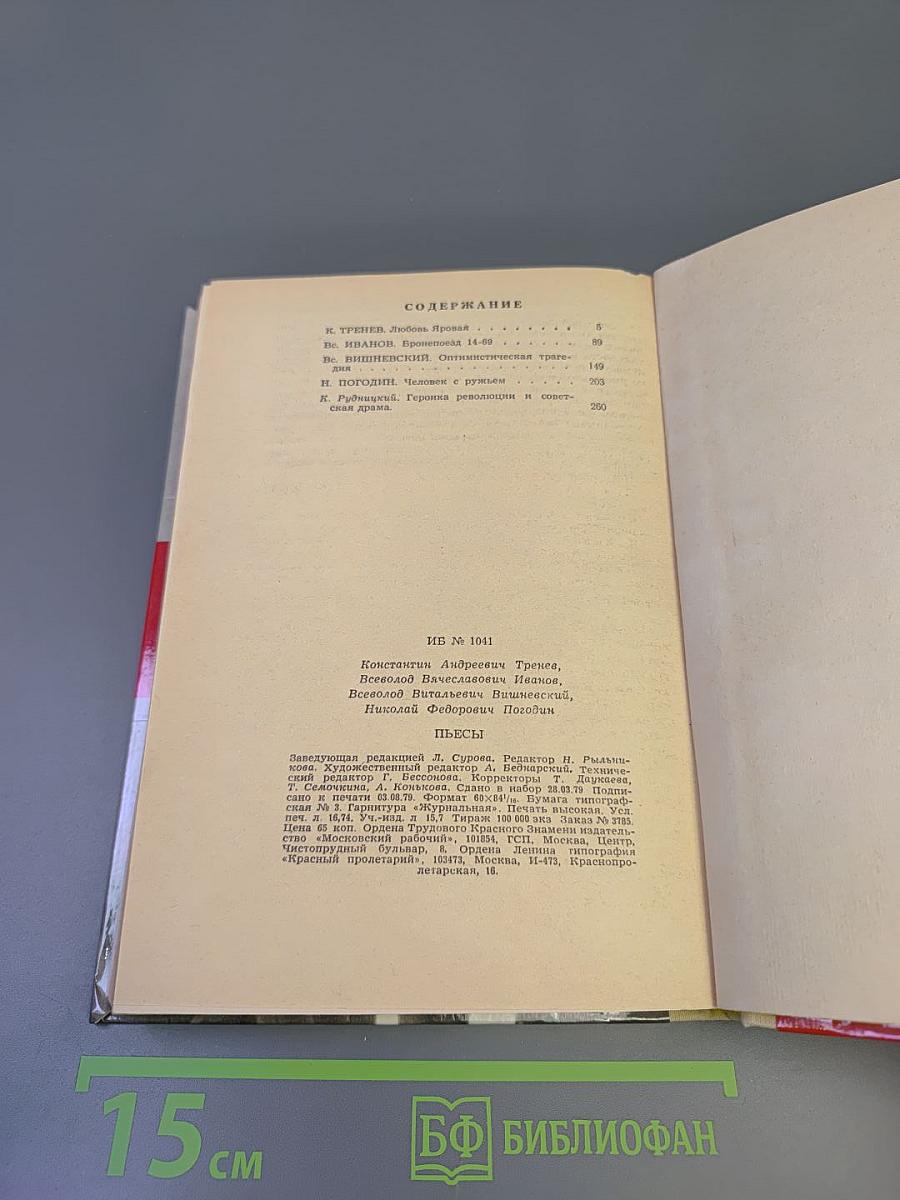 СОДЕРЖАНИЕ
К. ТРЕНЕВ. Любовь Яровая . . . . . . . . 5
Вс. ИВАНОВ. Бронепоезд 14-69 . . . . . . 89
Вс. ВИШНЕВСКИЙ. Оптимистическая траге-
дия . . . . . . . . . . . . . . . . 149
Н. ПОГОДИН. Человек с ружьем . . . . . 203
К. Рудницкий. Героика революции и совет-
ская драма. 260
ИБ № 1041
Константин Андреевич Тренев,
Всеволод Вячеславович Иванов,
Всеволод Витальевич Вишневский,
Николай Федорович Погодин
ПЬЕСЫ
Заведующая редакцией Л. Сурова. Редактор Н. Рыльни-
кова. Художественный редактор А. Беднарский. Техниче-
ский редактор Г. Бессонова. Корректоры Т. Даукаева,
Т. Семочкина, А. Конькова. Сдано в набор 28.03.79 Подпи-
сано к печати 03.08.79. Формат 60×84¹/₁₆. Бумага типограф-
ская № 3. Гарнитура «Журнальная». Печать высокая. Усл.
печ. л. 16,74. Уч.-изд. л 15,7 Тираж 100 000 экз Заказ № 3785.
Цена 65 коп. Ордена Трудового Красного Знамени издатель-
ство «Московский рабочий», 101854, ГСП, Москва, Центр,
Чистопрудный бульвар, 8. Ордена Ленина типография
«Красный пролетарий», 103473, Москва, И-473, Краснопро-
летарская, 16.
15 см
БФ БИБЛИОФАН